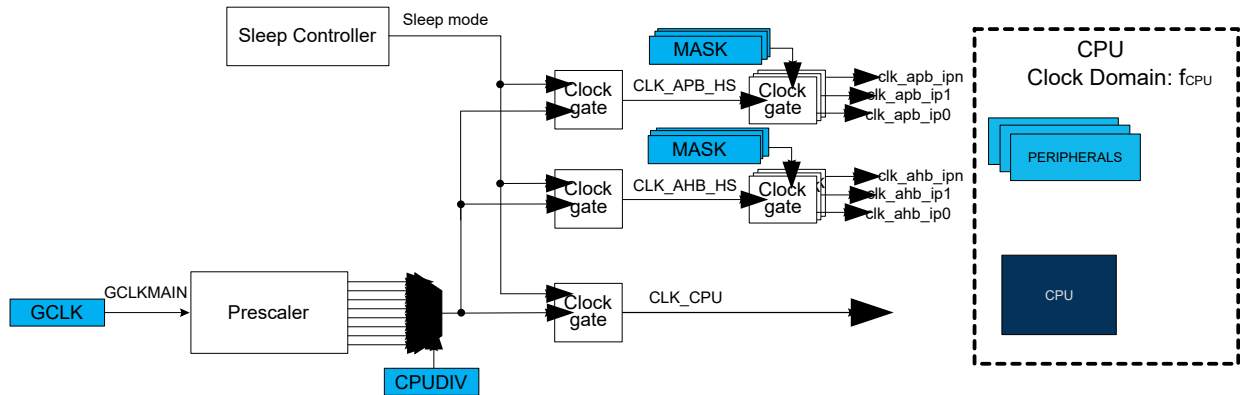 Sleep Controller
Sleep mode
MASK
Clock
gate
CLK_APB_HS
Clock
gate
clk_apb_ipn
clk_apb_ip1
clk_apb_ip0
MASK
Clock
gate
CLK_AHB_HS
Clock
gate
clk_ahb_ipn
clk_ahb_ip1
clk_ahb_ip0
GCLK
GCLKMAIN
Prescaler
CPUDIV
Clock
gate
CLK_CPU
CPU
Clock Domain: fCPU
PERIPHERALS
CPU